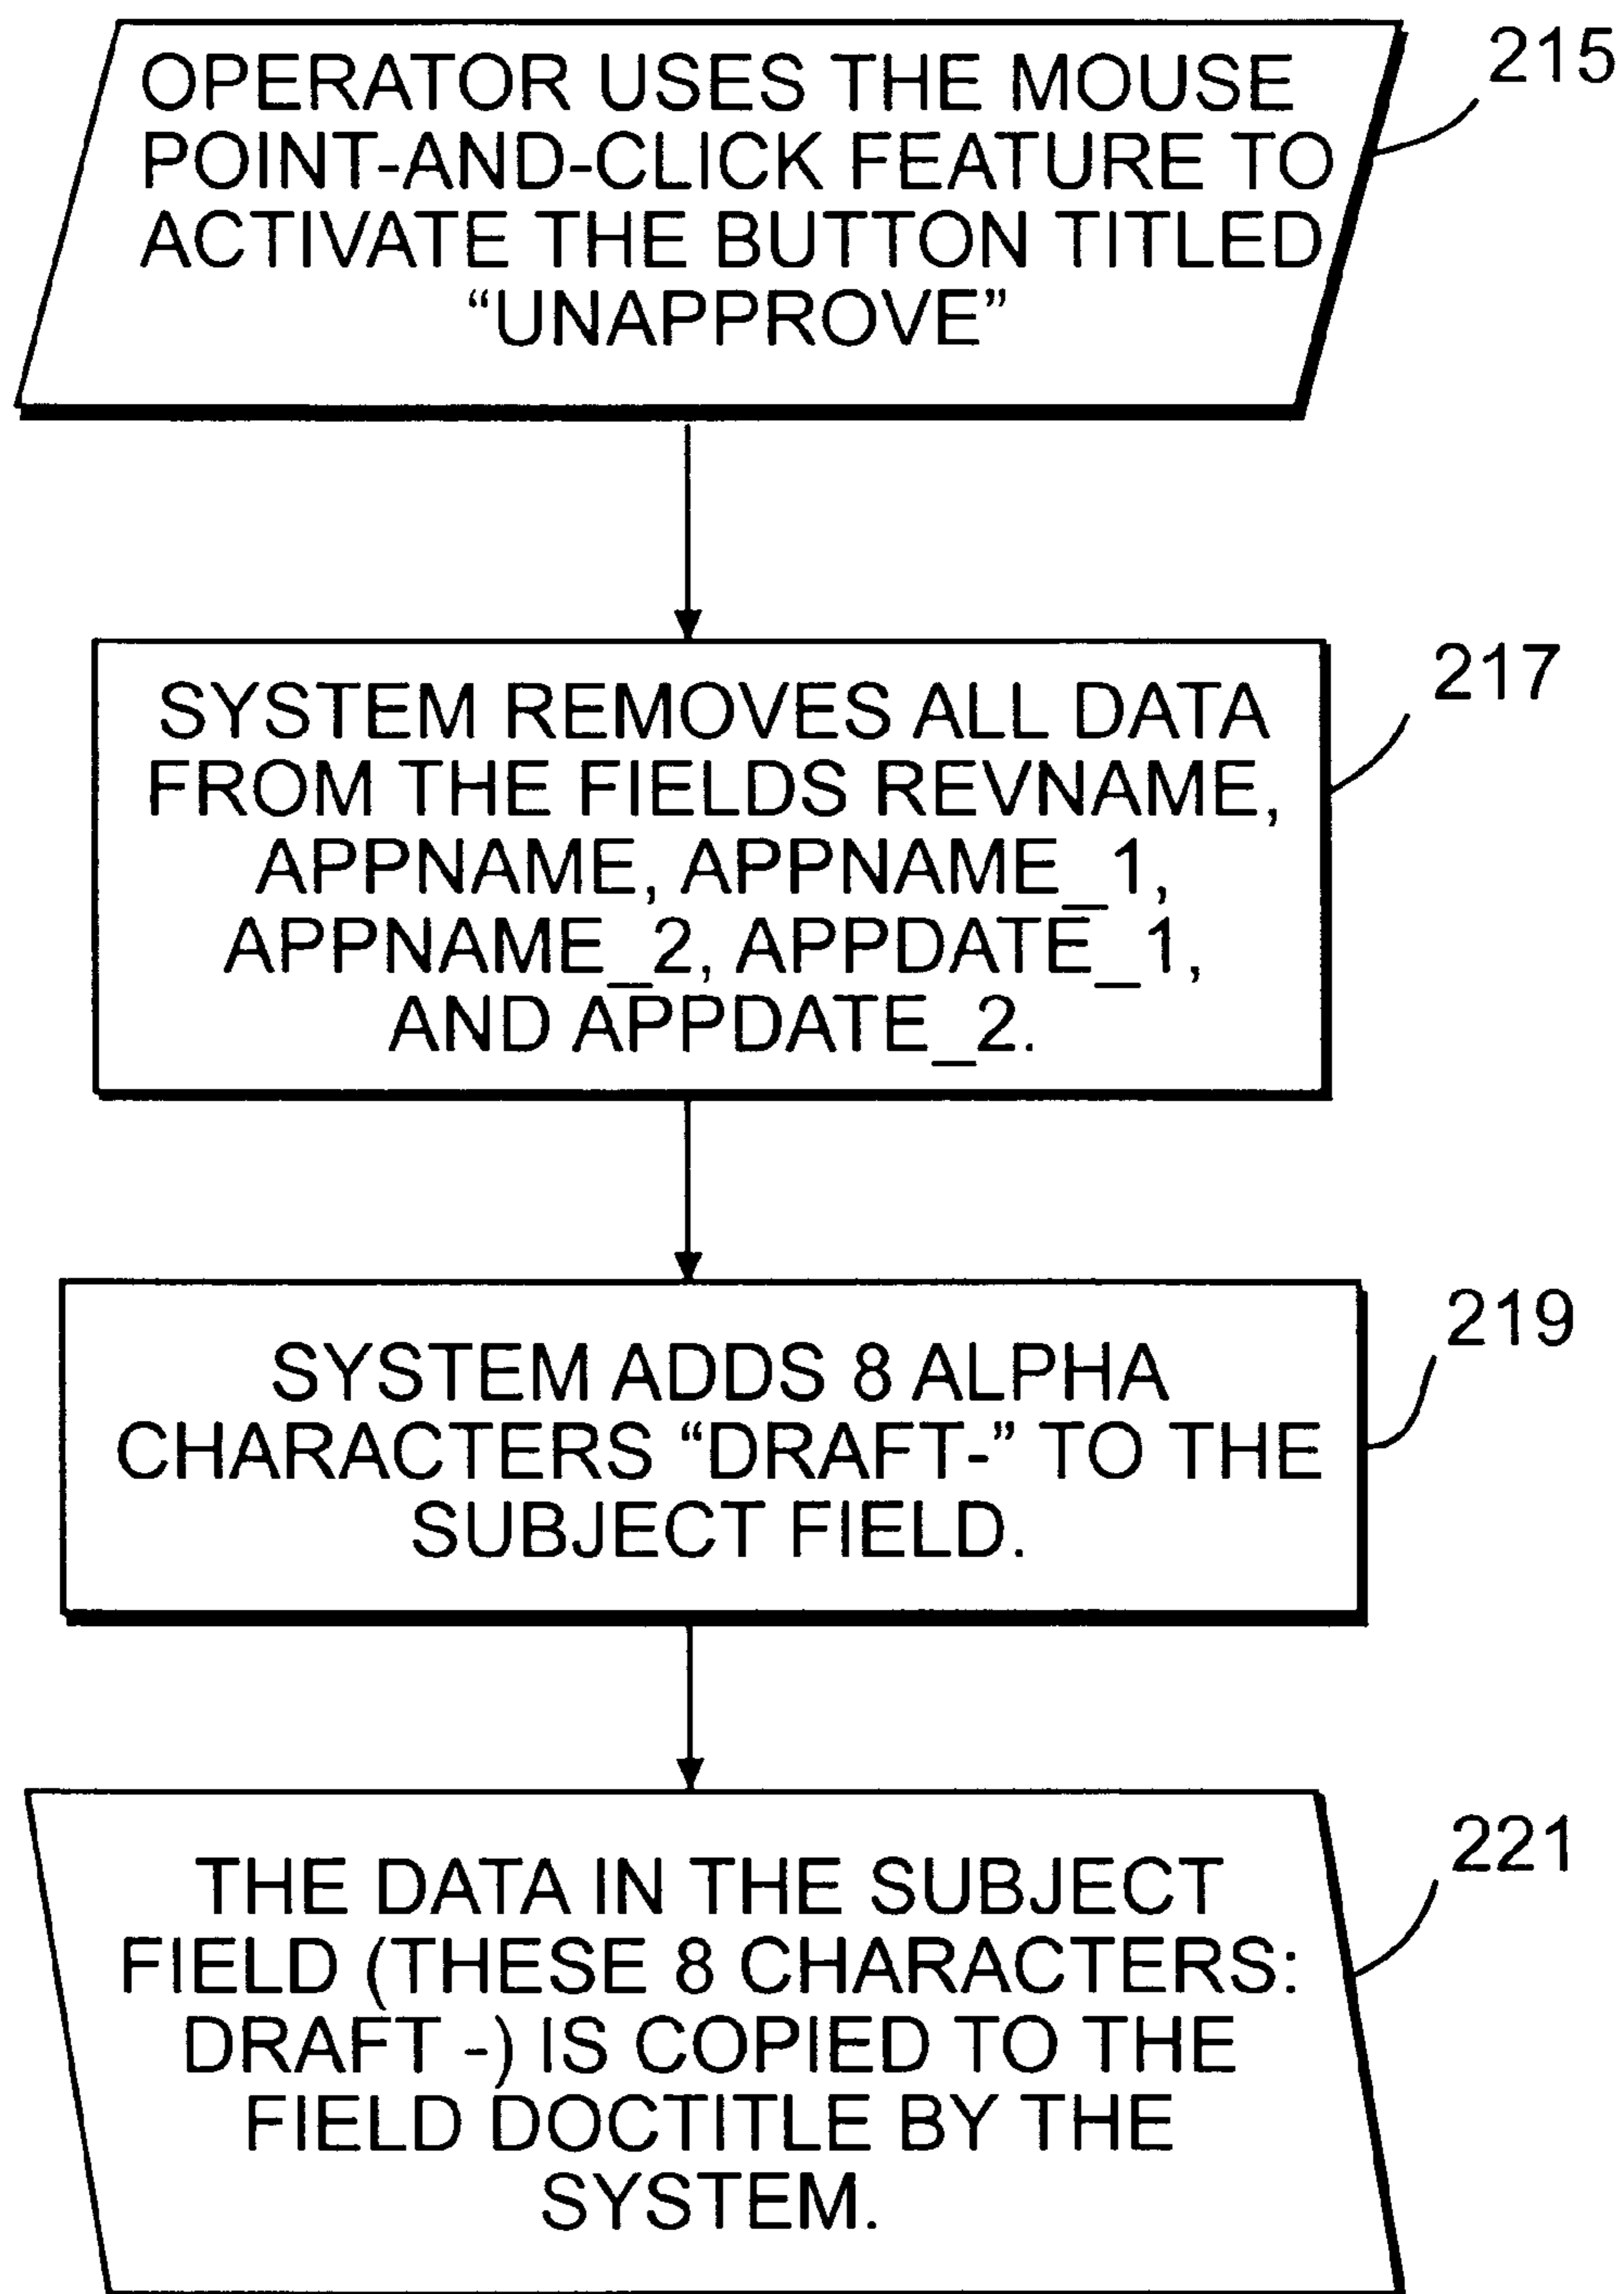 OPERATOR USES THE MOUSE
POINT-AND-CLICK FEATURE TO
ACTIVATE THE BUTTON TITLED
“UNAPPROVE”
215
SYSTEM REMOVES ALL DATA
FROM THE FIELDS REVNAME,
APPNAME, APPNAME_1,
APPNAME_2, APPDATE_1,
AND APPDATE_2.
217
SYSTEM ADDS 8 ALPHA
CHARACTERS “DRAFT-” TO THE
SUBJECT FIELD.
219
THE DATA IN THE SUBJECT
FIELD (THESE 8 CHARACTERS:
DRAFT -) IS COPIED TO THE
FIELD DOCTITLE BY THE
SYSTEM.
221